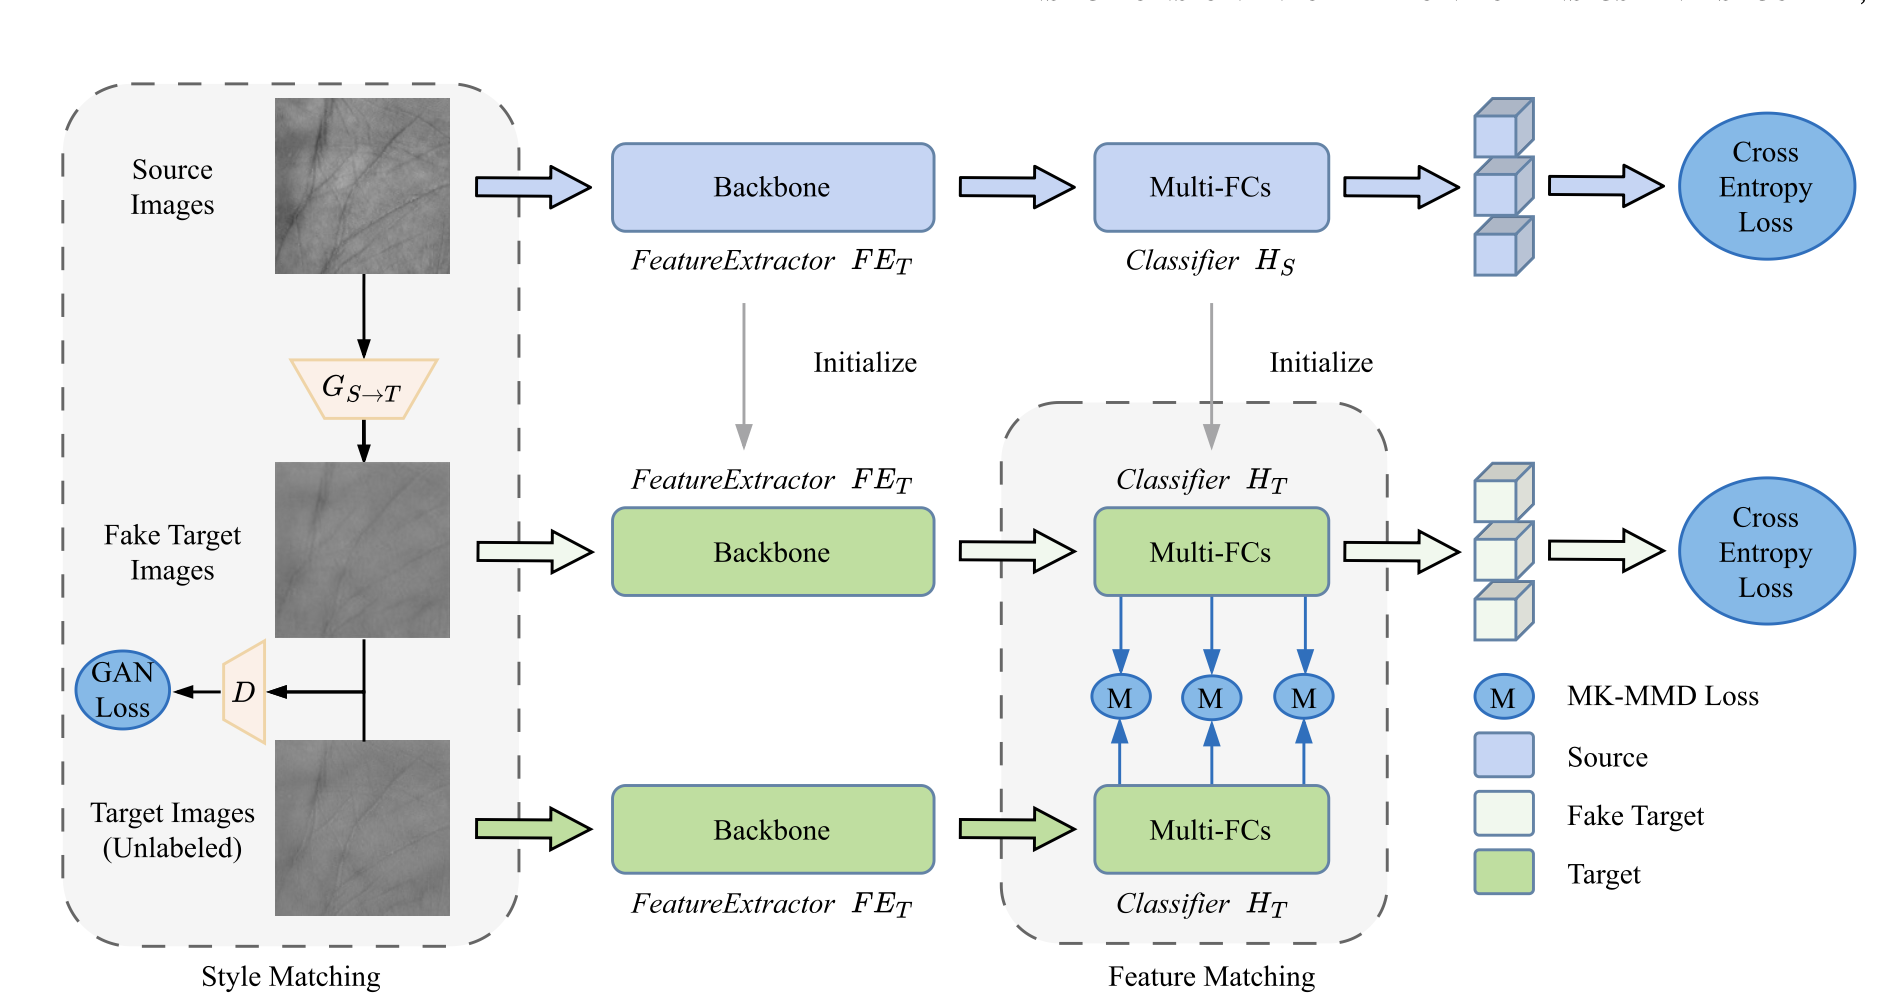 Source
Images
Backbone
FeatureExtractor FE_T
Multi-FCs
Classifier H_S
Cross
Entropy
Loss
G_{S→T}
Initialize
Initialize
Fake Target
Images
FeatureExtractor FE_T
Backbone
Classifier H_T
Multi-FCs
Cross
Entropy
Loss
GAN
Loss
D
M M M
Target Images
(Unlabeled)
Backbone
FeatureExtractor FE_T
Multi-FCs
Classifier H_T
M MK-MMD Loss
Source
Fake Target
Target
Style Matching
Feature Matching